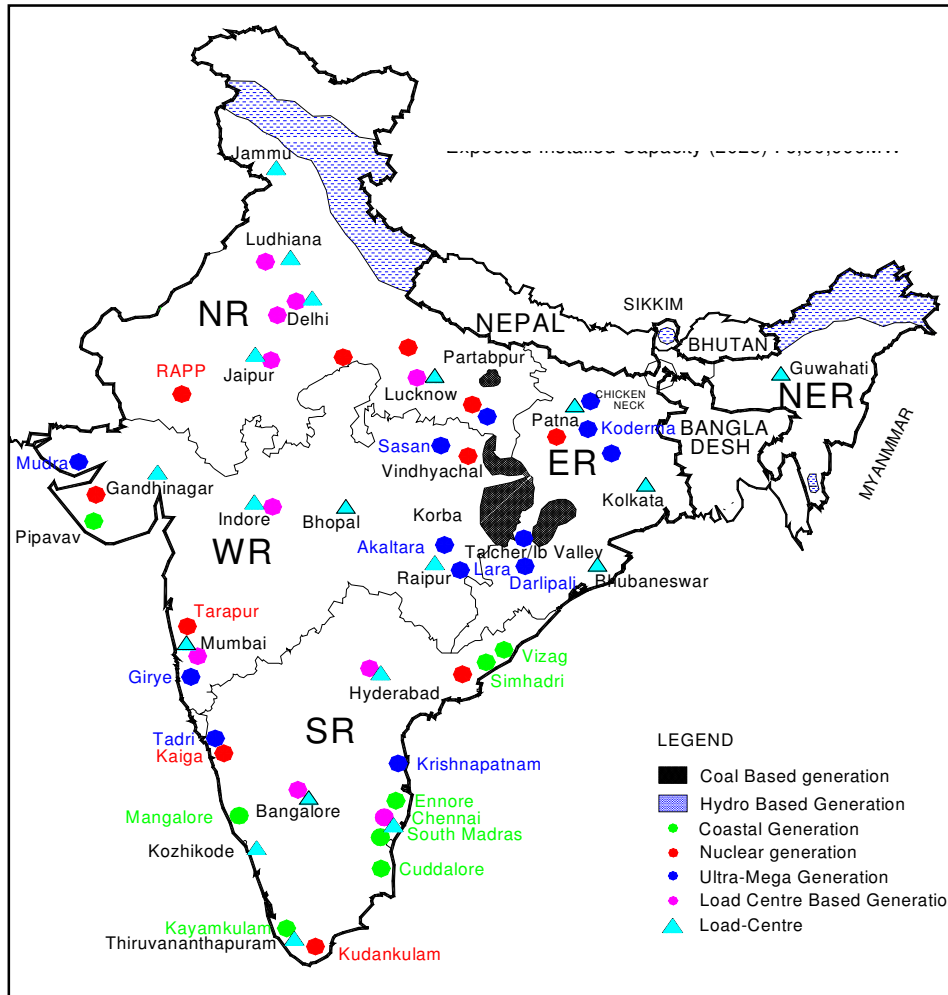 Jammu
Ludhiana
NR
Delhi
NEPAL
SIKKIM
BHUTAN
Partabpur
RAPP
Jaipur
Lucknow
Guwahati
NER
CHICKEN
NECK
Patna
Koderma
BANGLA
DESH
Sasan
Vindhyachal
ER
Mudra
Gandhinagar
MYANMMAR
Kolkata
Indore
Bhopal
Korba
Pipavav
WR
Akaltara
Talcher/Ib Valley
Raipur
Lara
Darlipali
Bhubaneswar
Tarapur
Mumbai
Girye
Vizag
Simhadri
Hyderabad
SR
Tadri
Kaiga
Krishnapatnam
Ennore
Mangalore
Bangalore
Chennai
South Madras
Kozhikode
Cuddalore
Kayamkulam
Thiruvananthapuram
Kudankulam
LEGEND
Coal Based generation
Hydro Based Generation
Coastal Generation
Nuclear generation
Ultra-Mega Generation
Load Centre Based Generatio
Load-Centre